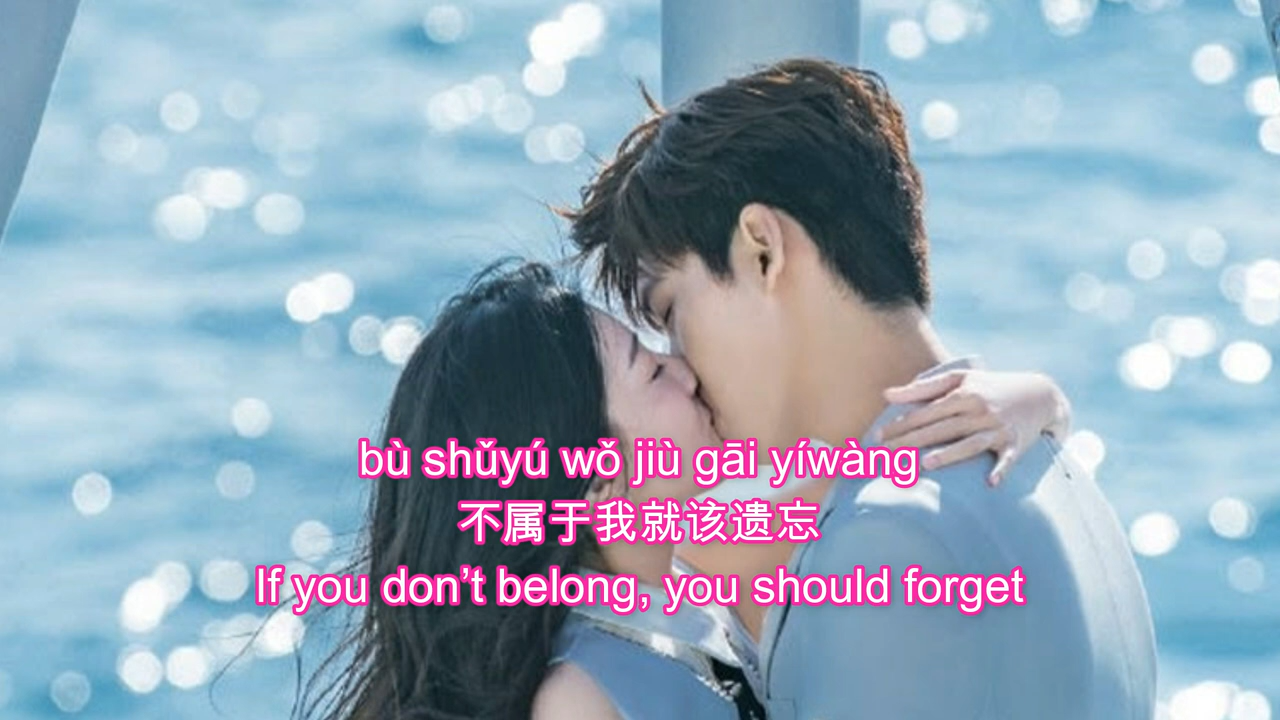 bù shǔyú wǒ jiù gāi yíwàng
不属于我就该遗忘
If you don’t belong, you should forget